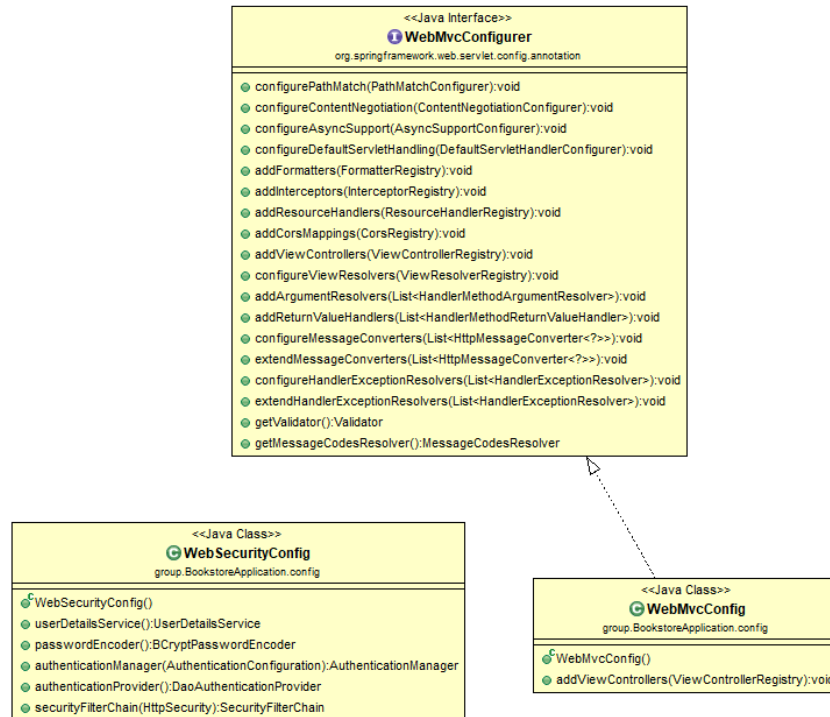 <<Java Interface>>
WebMvcConfigurer
org.springframework.web.servlet.config.annotation
configurePathMatch(PathMatchConfigurer):void
configureContentNegotiation(ContentNegotiationConfigurer):void
configureAsyncSupport(AsyncSupportConfigurer):void
configureDefaultServletHandling(DefaultServletHandlerConfigurer):void
addFormatters(FormatterRegistry):void
addInterceptors(InterceptorRegistry):void
addResourceHandlers(ResourceHandlerRegistry):void
addCorsMappings(CorsRegistry):void
addViewControllers(ViewControllerRegistry):void
configureViewResolvers(ViewResolverRegistry):void
addArgumentResolvers(List<HandlerMethodArgumentResolver>):void
addReturnValueHandlers(List<HandlerMethodReturnValueHandler>):void
configureMessageConverters(List<HttpMessageConverter<?>>):void
extendMessageConverters(List<HttpMessageConverter<?>>):void
configureHandlerExceptionResolvers(List<HandlerExceptionResolver>):void
extendHandlerExceptionResolvers(List<HandlerExceptionResolver>):void
getValidator():Validator
getMessageCodesResolver():MessageCodesResolver
<<Java Class>>
WebSecurityConfig
group.BookstoreApplication.config
WebSecurityConfig()
userDetailsService():UserDetailsService
passwordEncoder():BCryptPasswordEncoder
authenticationManager(AuthenticationConfiguration):AuthenticationManager
authenticationProvider():DaoAuthenticationProvider
securityFilterChain(HttpSecurity):SecurityFilterChain
<<Java Class>>
WebMvcConfig
group.BookstoreApplication.config
WebMvcConfig()
addViewControllers(ViewControllerRegistry):void